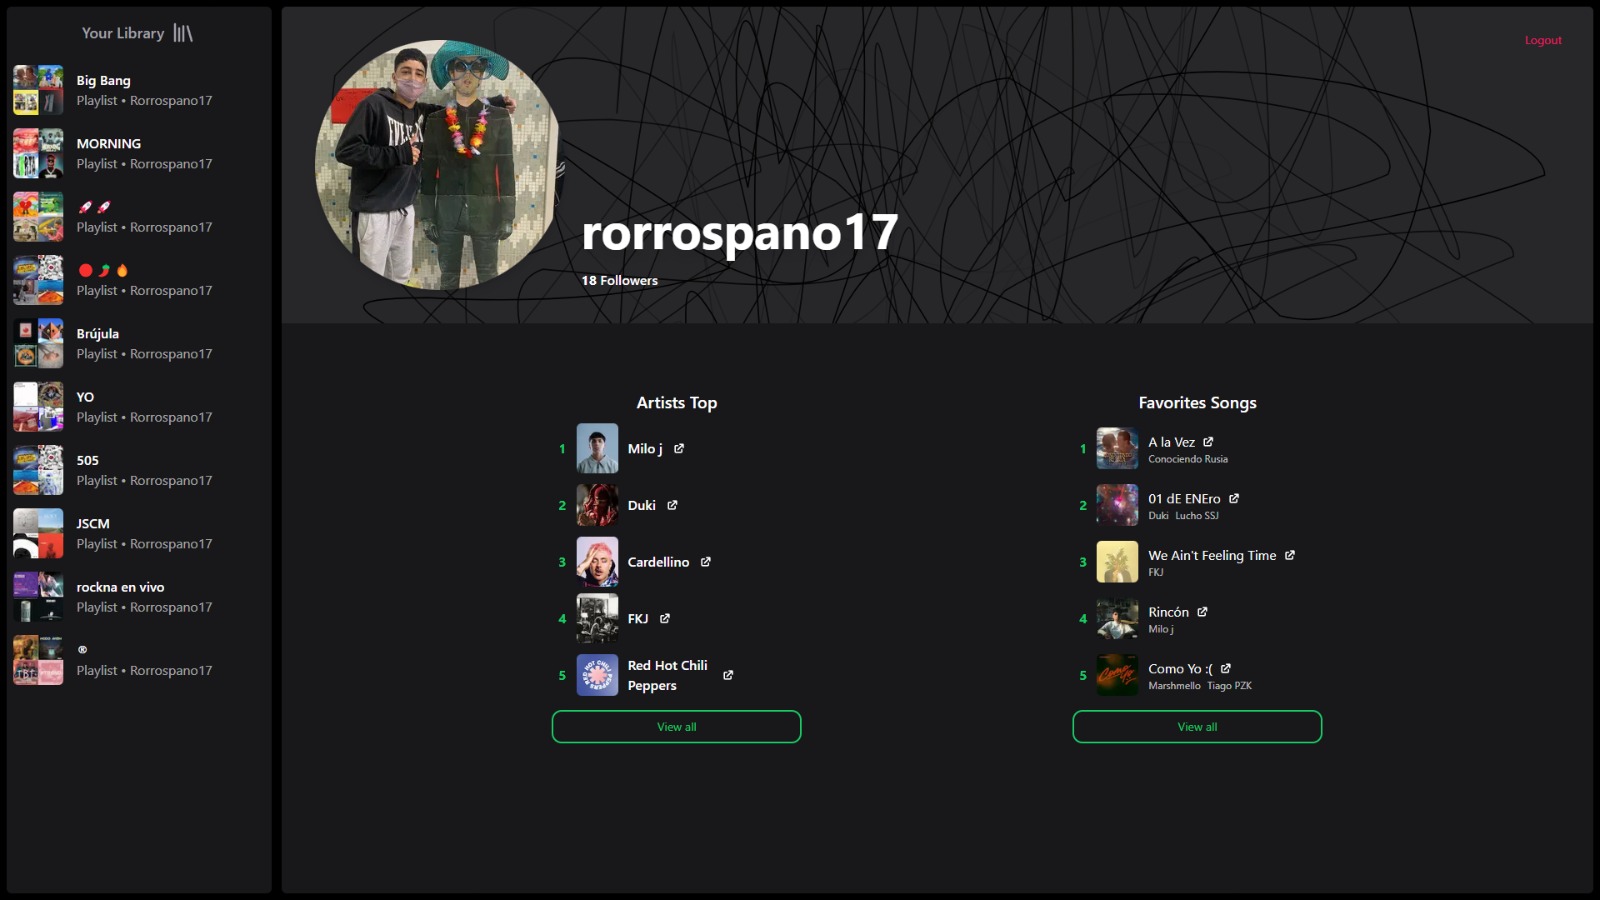 Your Library
Big Bang
Playlist • Rorrospano17
MORNING
Playlist • Rorrospano17
🚀 🚀
Playlist • Rorrospano17
🔴 🌶️ 🔥
Playlist • Rorrospano17
Brújula
Playlist • Rorrospano17
YO
Playlist • Rorrospano17
505
Playlist • Rorrospano17
JSCM
Playlist • Rorrospano17
rockna en vivo
Playlist • Rorrospano17
®
Playlist • Rorrospano17
Logout
rorrospano17
18 Followers
Artists Top
1 Milo j
2 Duki
3 Cardellino
4 FKJ
5 Red Hot Chili
Peppers
View all
Favorites Songs
1 A la Vez
Conociendo Rusia
2 01 dE ENEro
Duki Lucho SSJ
3 We Ain't Feeling Time
FKJ
4 Rincón
Milo j
5 Como Yo :(
Marshmello Tiago PZK
View all